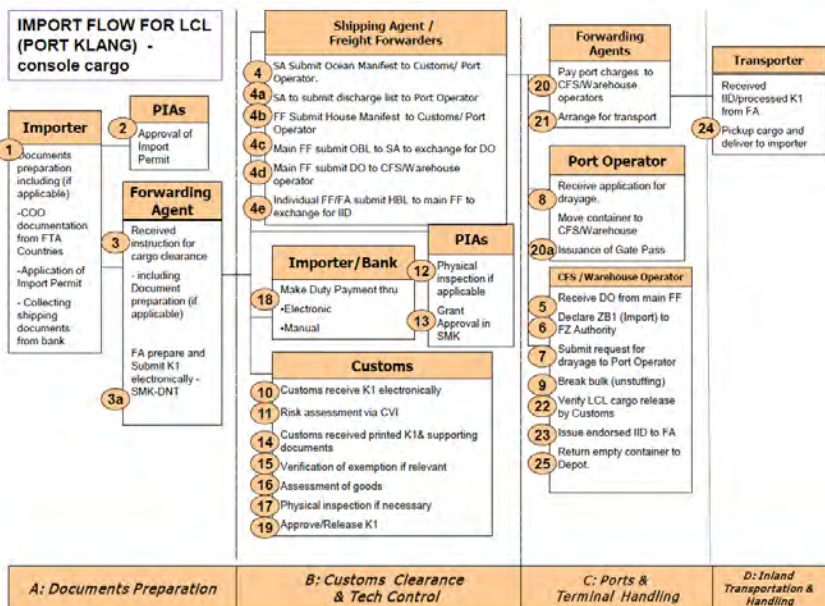 IMPORT FLOW FOR LCL
(PORT KLANG)  -
console cargo
Importer
1
Documents
preparation
including (if
applicable)
-COO
documentation
from FTA
Countries
-Application of
Import Permit
- Collecting
shipping
documents
from bank
PIAs
2
Approval of
Import
Permit
Forwarding
Agent
3
Received
instruction for
cargo clearance
- including
Document
preparation (if
applicable)
FA prepare and
Submit K1
electronically -
3a
SMK-DNT
Shipping Agent /
Freight Forwarders
4
SA Submit Ocean Manifest to Customs/ Port
Operator.
4a
SA to submit discharge list to Port Operator
4b
FF Submit House Manifest to Customs/ Port
Operator
4c
Main FF submit OBL to SA to exchange for DO
4d
Main FF submit DO to CFS/Warehouse
operator
4e
Individual FF/FA submit HBL to main FF to
exchange for IID
Importer/Bank
18
Make Duty Payment thru
•Electronic
•Manual
PIAs
12
Physical
inspection if
applicable
13
Grant
Approval in
SMK
Customs
10
Customs receive K1 electronically
11
Risk assessment via CVI
14
Customs received printed K1& supporting
documents
15
Verification of exemption if relevant
16
Assessment of goods
17
Physical inspection if necessary
19
Approve/Release K1
Forwarding
Agents
20
Pay port charges to
CFS/Warehouse
operators
21
Arrange for transport
Port Operator
8
Receive application for
drayage.
Move container to
CFS/Warehouse
20a
Issuance of Gate Pass
CFS /Warehouse Operator
5
Receive DO from main FF
6
Declare ZB1 (Import) to
FZ Authority
7
Submit request for
drayage to Port Operator
9
Break bulk (unstuffing)
22
Verify LCL cargo release
by Customs
23
Issue endorsed IID to FA
25
Return empty container to
Depot.
Transporter
Received
IID/processed K1
from FA
24
Pickup cargo and
deliver to importer
A: Documents Preparation
B: Customs Clearance
& Tech Control
C: Ports &
Terminal Handling
D: Inland
Transportation &
Handling